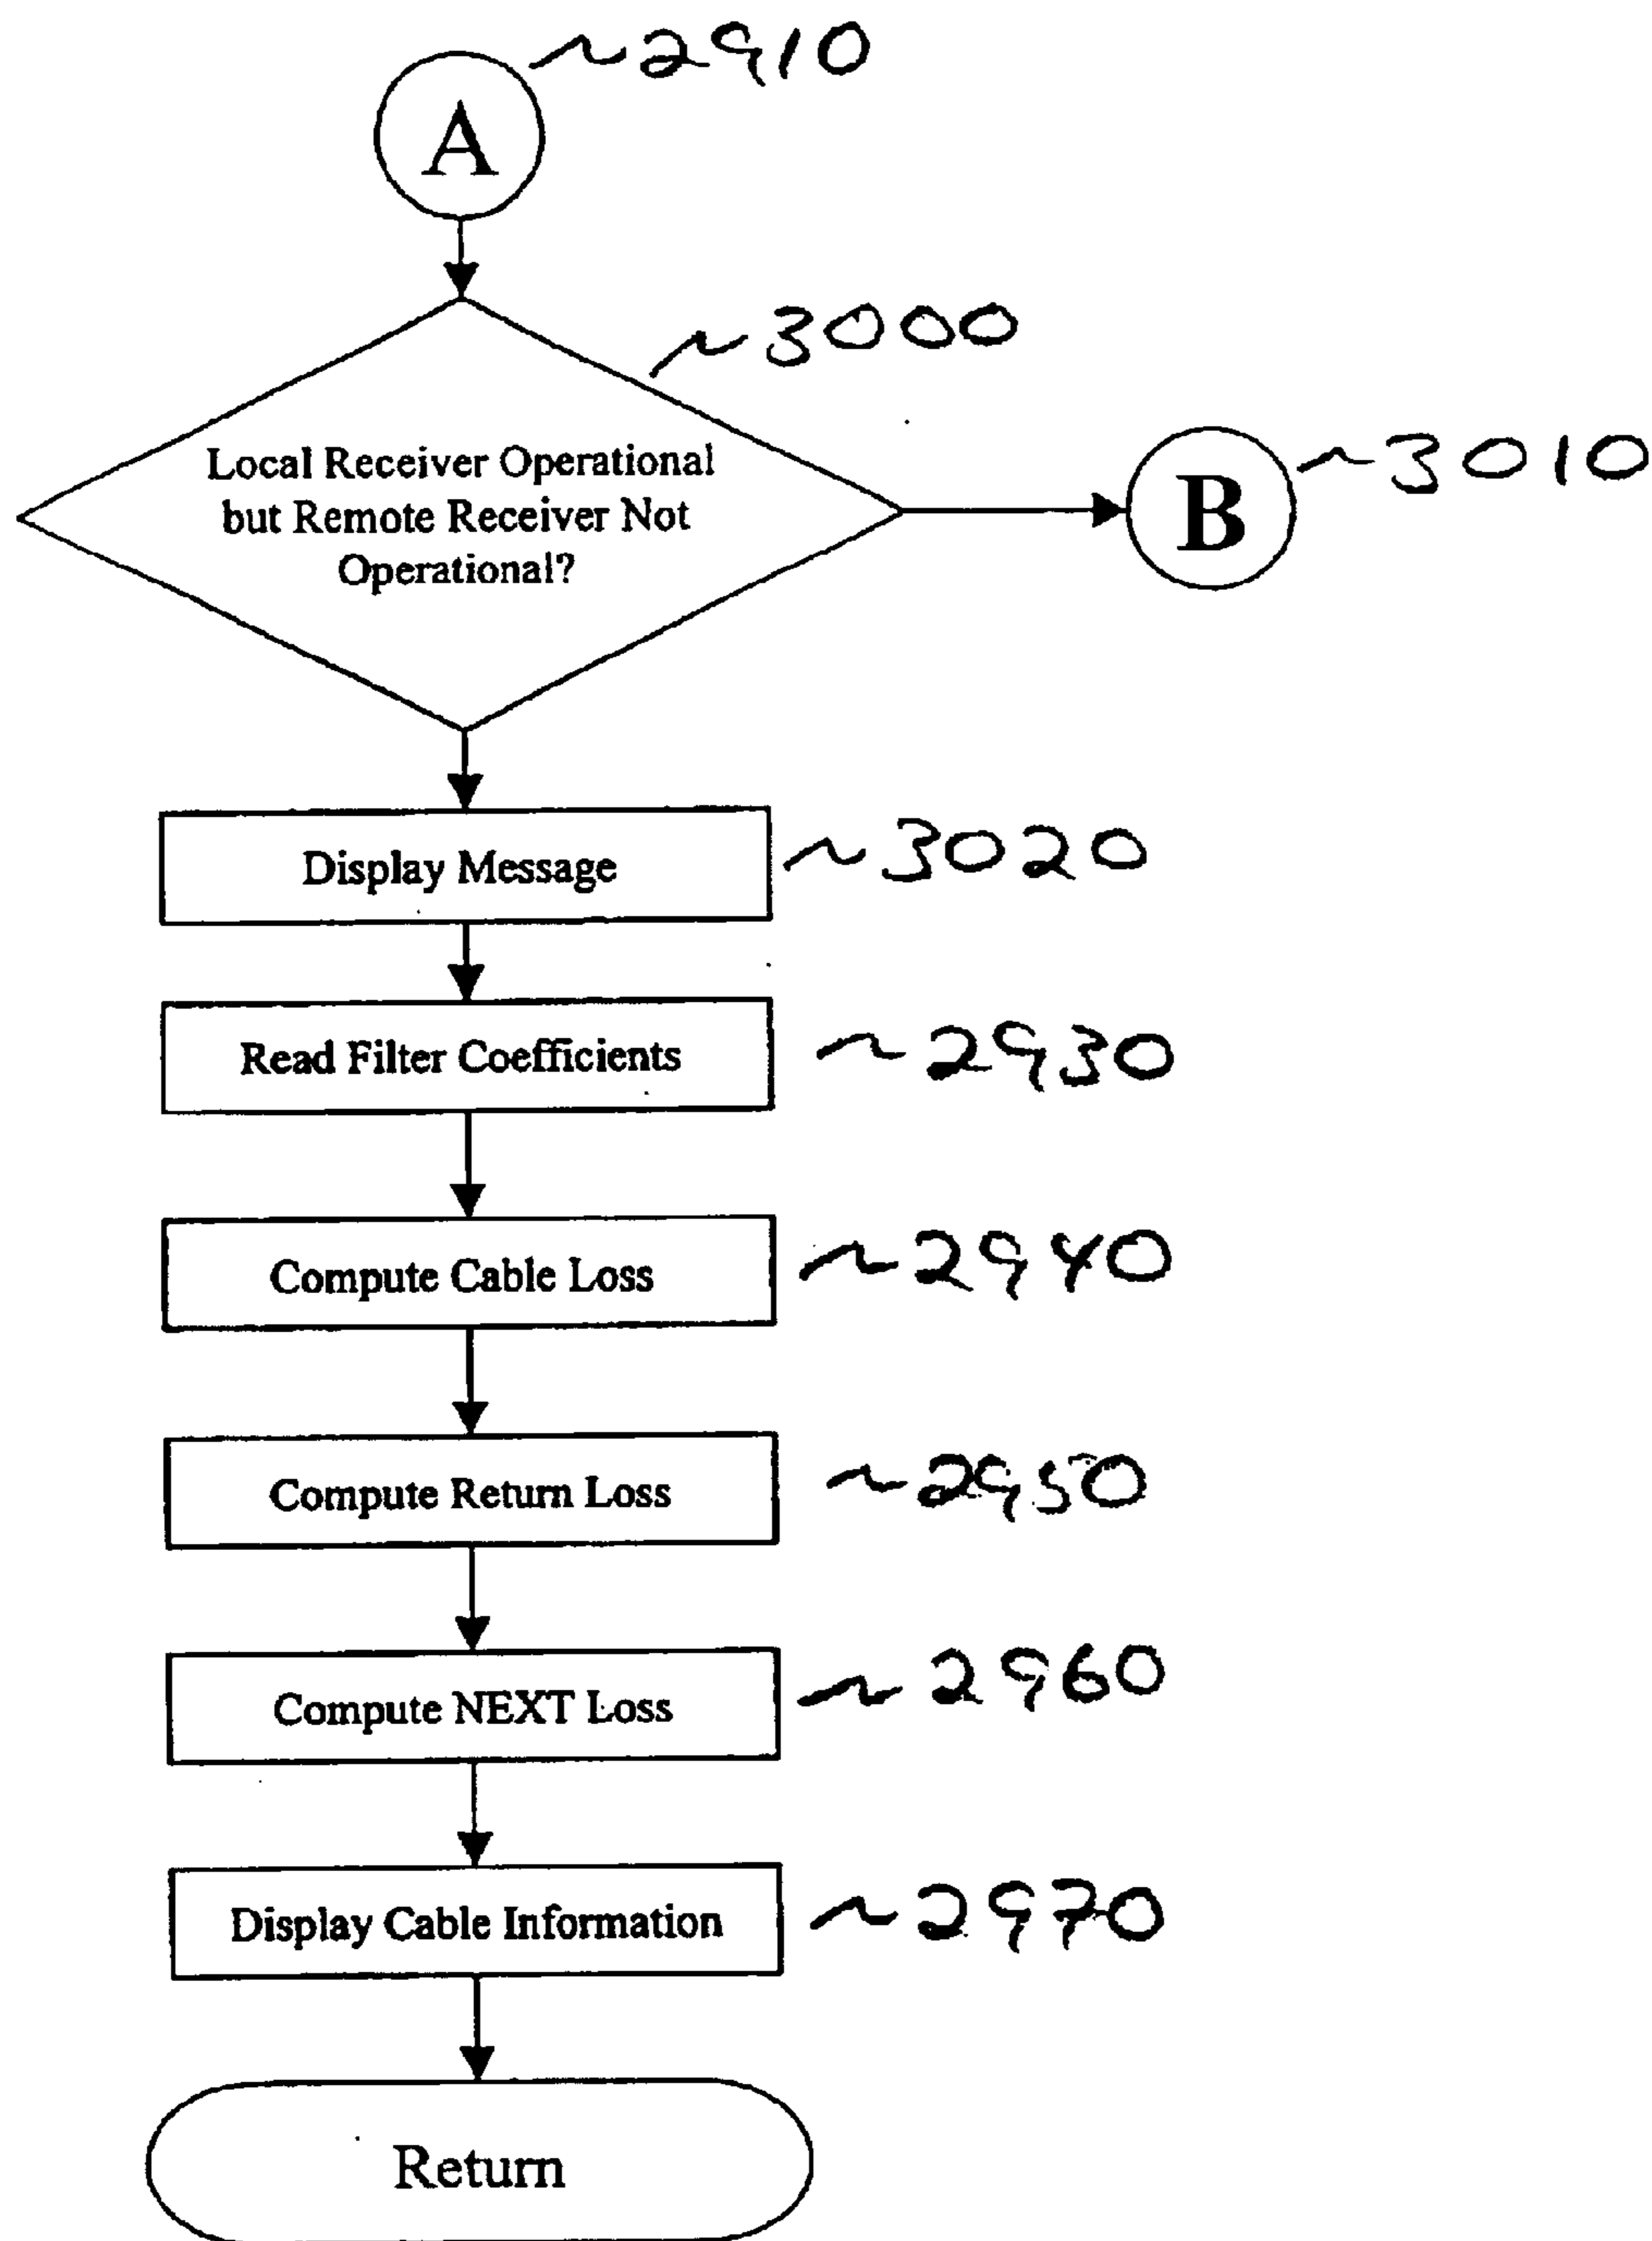 A
~2910
~3000
Local Receiver Operational
but Remote Receiver Not
Operational?
B
~3010
Display Message
~3020
Read Filter Coefficients
~2930
Compute Cable Loss
~2940
Compute Return Loss
~2950
Compute NEXT Loss
~2960
Display Cable Information
~2970
Return